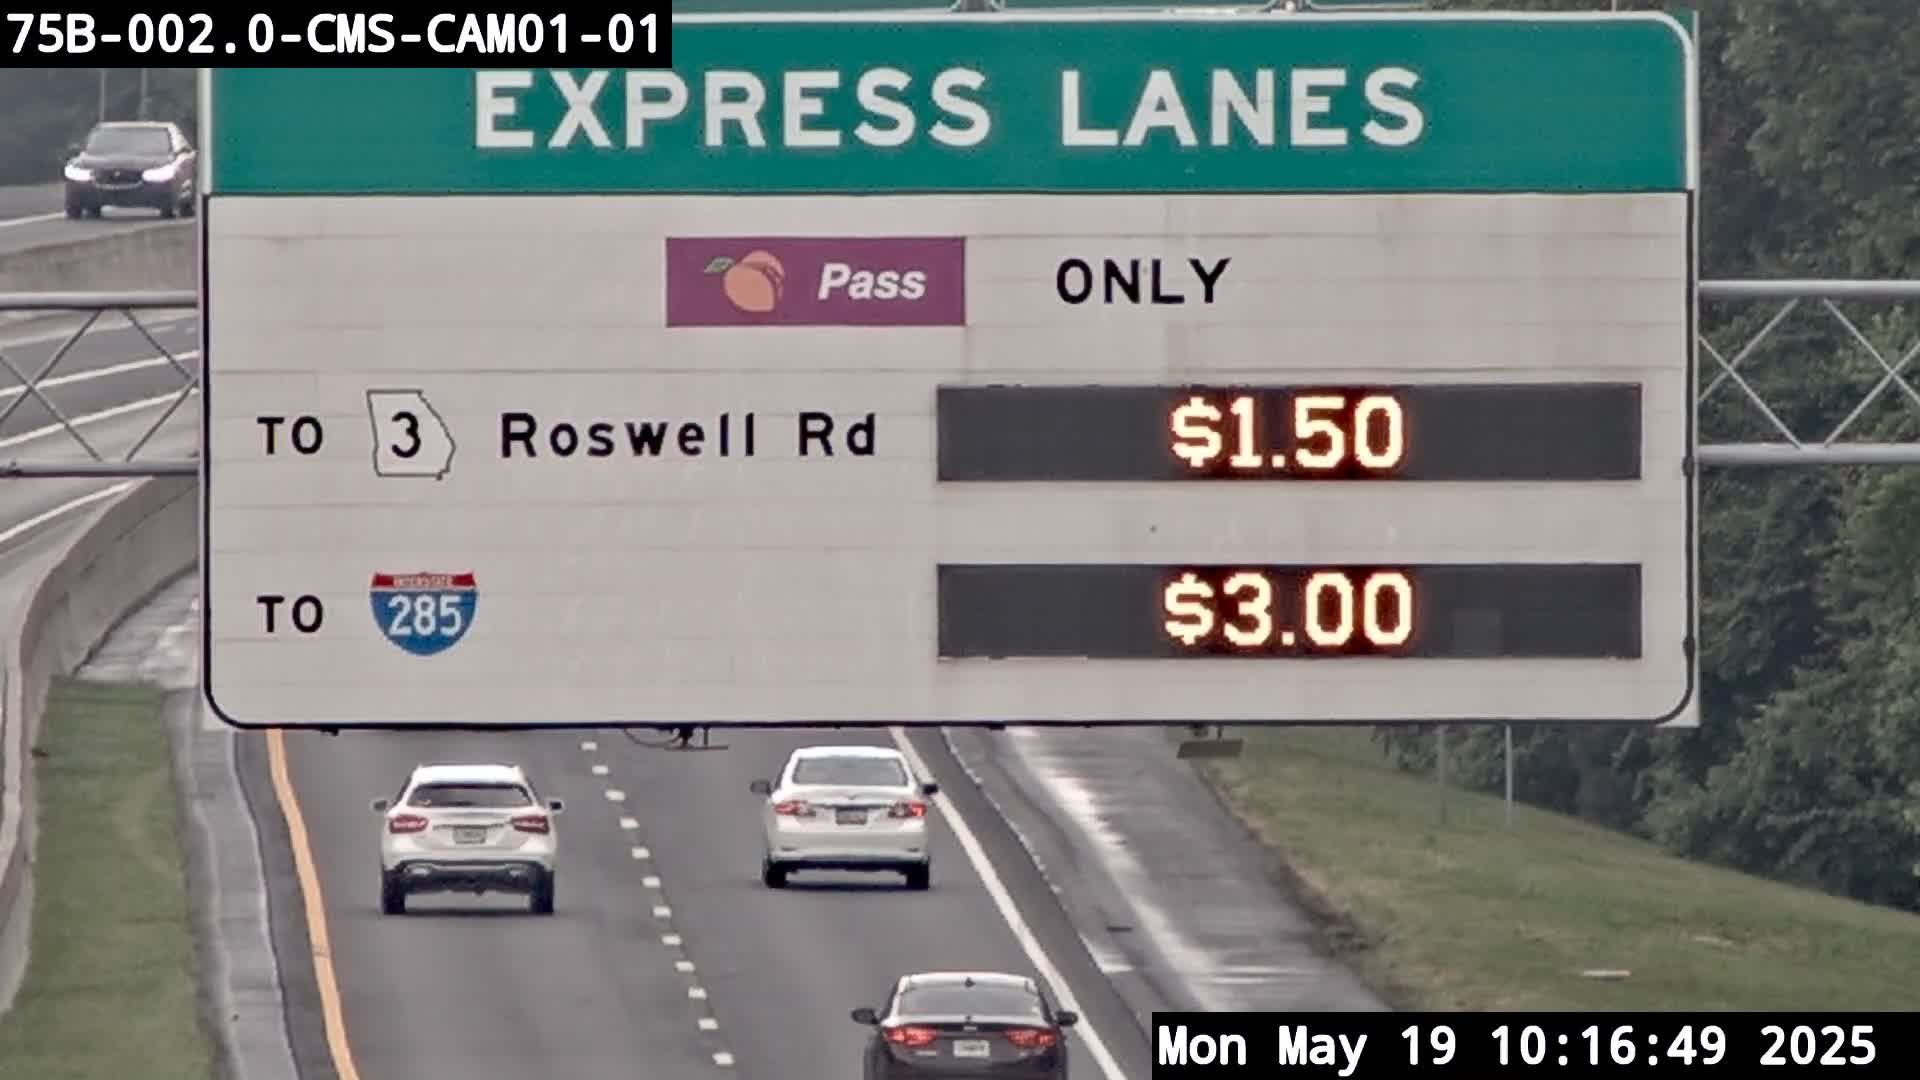 75B-002.0-CMS-CAM01-01
EXPRESS LANES
Pass ONLY
TO 3 Roswell Rd $1.50
INTERSTATE
TO 285 $3.00
Mon May 19 10:16:49 2025